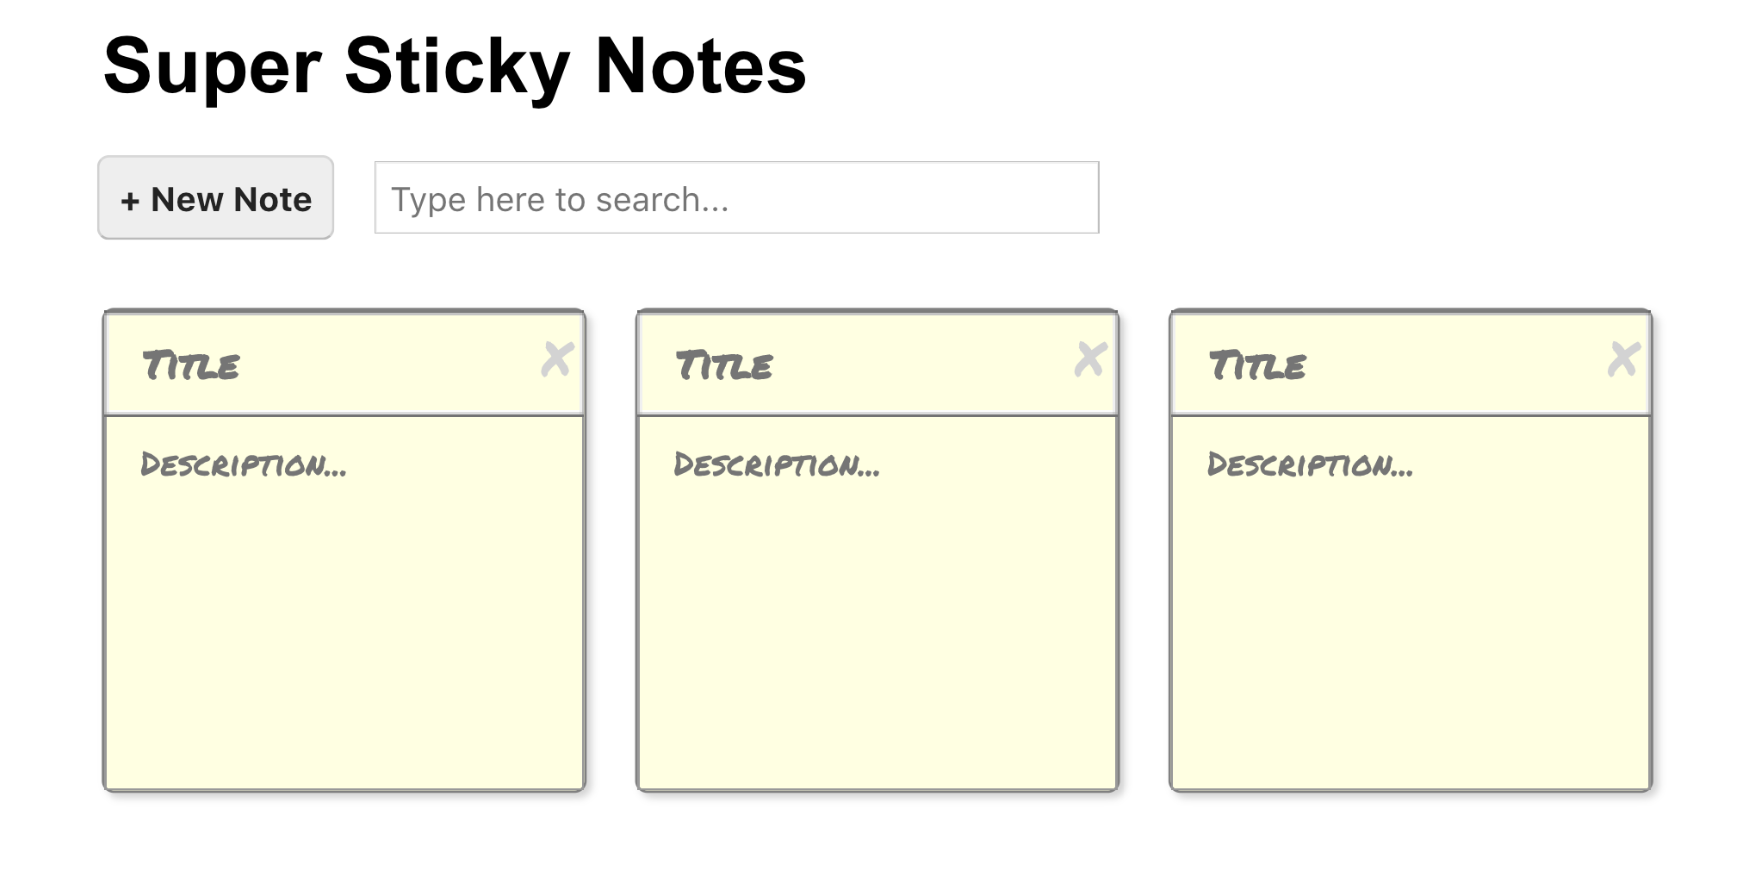 Super Sticky Notes
+ New Note
Type here to search...
Title
Description...
Title
Description...
Title
Description...